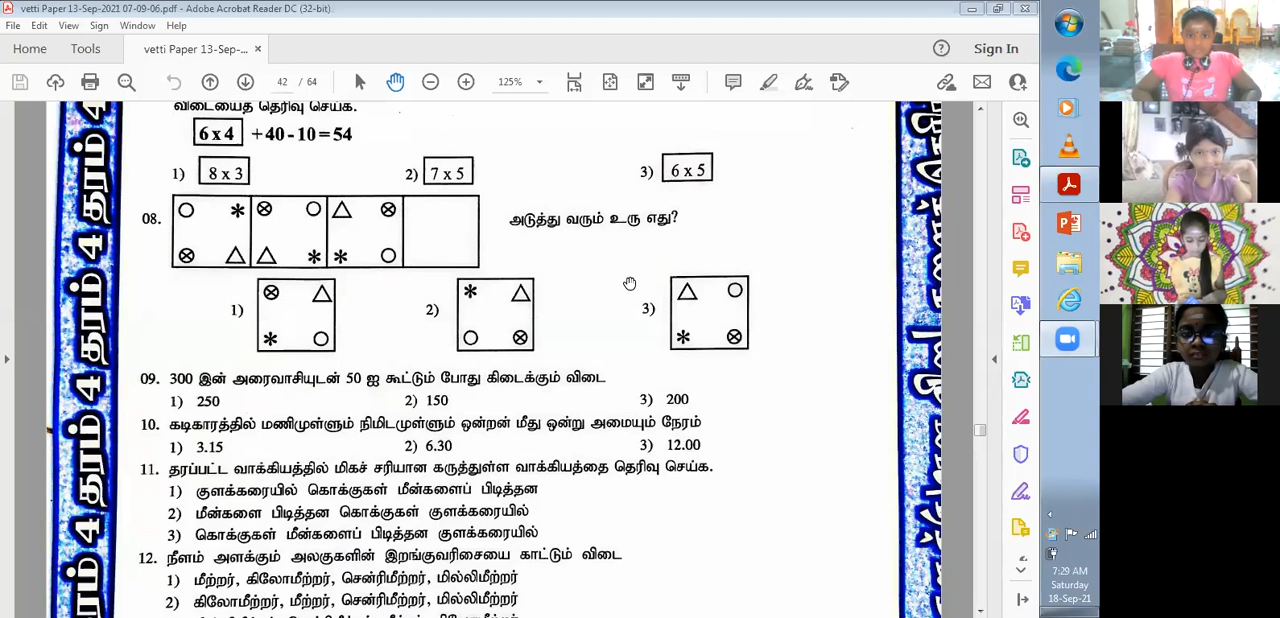 vetti Paper 13-Sep-2021 07-09-06.pdf - Adobe Acrobat Reader DC (32-bit)
File Edit View Sign Window Help
Home Tools vetti Paper 13-Sep-... × Sign In
42 / 64 125%
விடையைத் தெரிவு செய்க.
6 x 4 + 40 - 10 = 54
1) 8 x 3 2) 7 x 5 3) 6 x 5
08. அடுத்து வரும் உரு எது?
1) 2) 3)
09. 300 இன் அரைவாசியுடன் 50 ஐ கூட்டும் போது கிடைக்கும் விடை
1) 250 2) 150 3) 200
10. கடிகாரத்தில் மணிமுள்ளும் நிமிடமுள்ளும் ஒன்றன் மீது ஒன்று அமையும் நேரம்
1) 3.15 2) 6.30 3) 12.00
11. தரப்பட்ட வாக்கியத்தில் மிகச் சரியான கருத்துள்ள வாக்கியத்தை தெரிவு செய்க.
1) குளக்கரையில் கொக்குகள் மீன்களைப் பிடித்தன
2) மீன்களை பிடித்தன கொக்குகள் குளக்கரையில்
3) கொக்குகள் மீன்களைப் பிடித்தன குளக்கரையில்
12. நீளம் அளக்கும் அலகுகளின் இறங்குவரிசையை காட்டும் விடை
1) மீற்றர், கிலோமீற்றர், சென்ரிமீற்றர், மில்லிமீற்றர்
2) கிலோமீற்றர், மீற்றர், சென்ரிமீற்றர், மில்லிமீற்றர்
தரம் 4 தரம் 4 தரம் 4
7:29 AM
Saturday
18-Sep-21